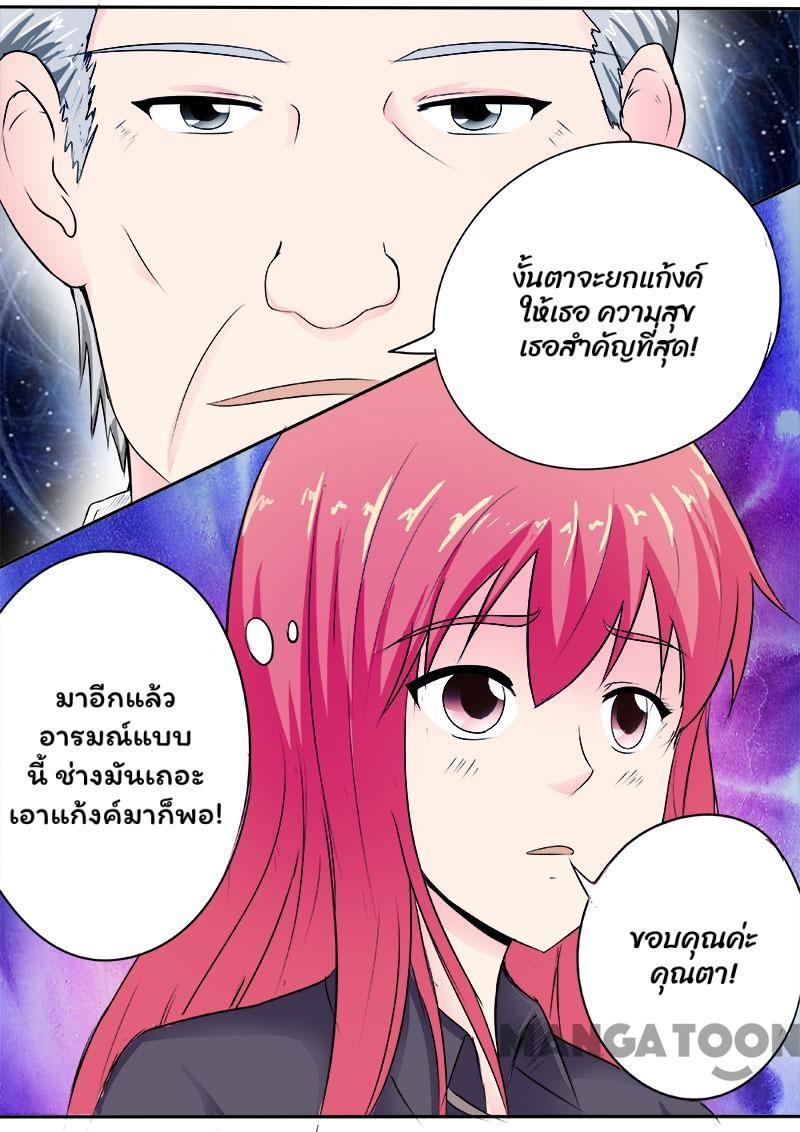 งั้นตาจะยกแก้งค์
ให้เธอ ความสุข
เธอสำคัญที่สุด!
มาอีกแล้ว
อารมณ์แบบ
นี้ ช่างมันเถอะ
เอาแก้งค์มาก็พอ!
ขอบคุณค่ะ
คุณตา!
MANGATOON